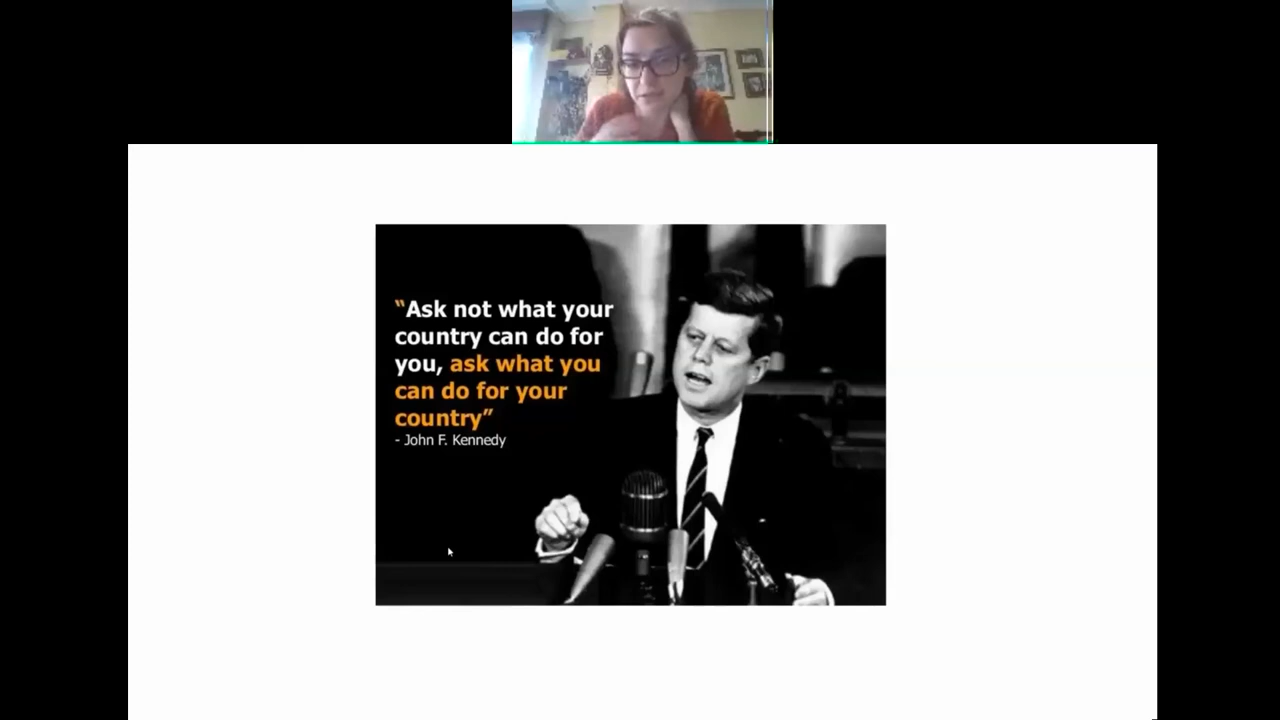 “Ask not what your
country can do for
you, ask what you
can do for your
country”
- John F. Kennedy